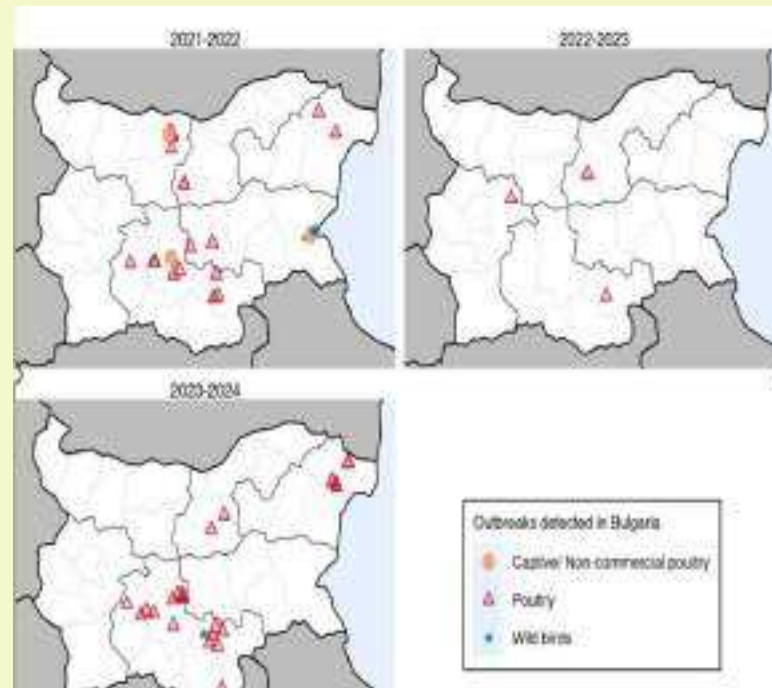 2021-2022
2022-2023
2023-2024
Outbreaks detected in Bulgaria
Captive/ Non-commercial poultry
Poultry
Wild birds